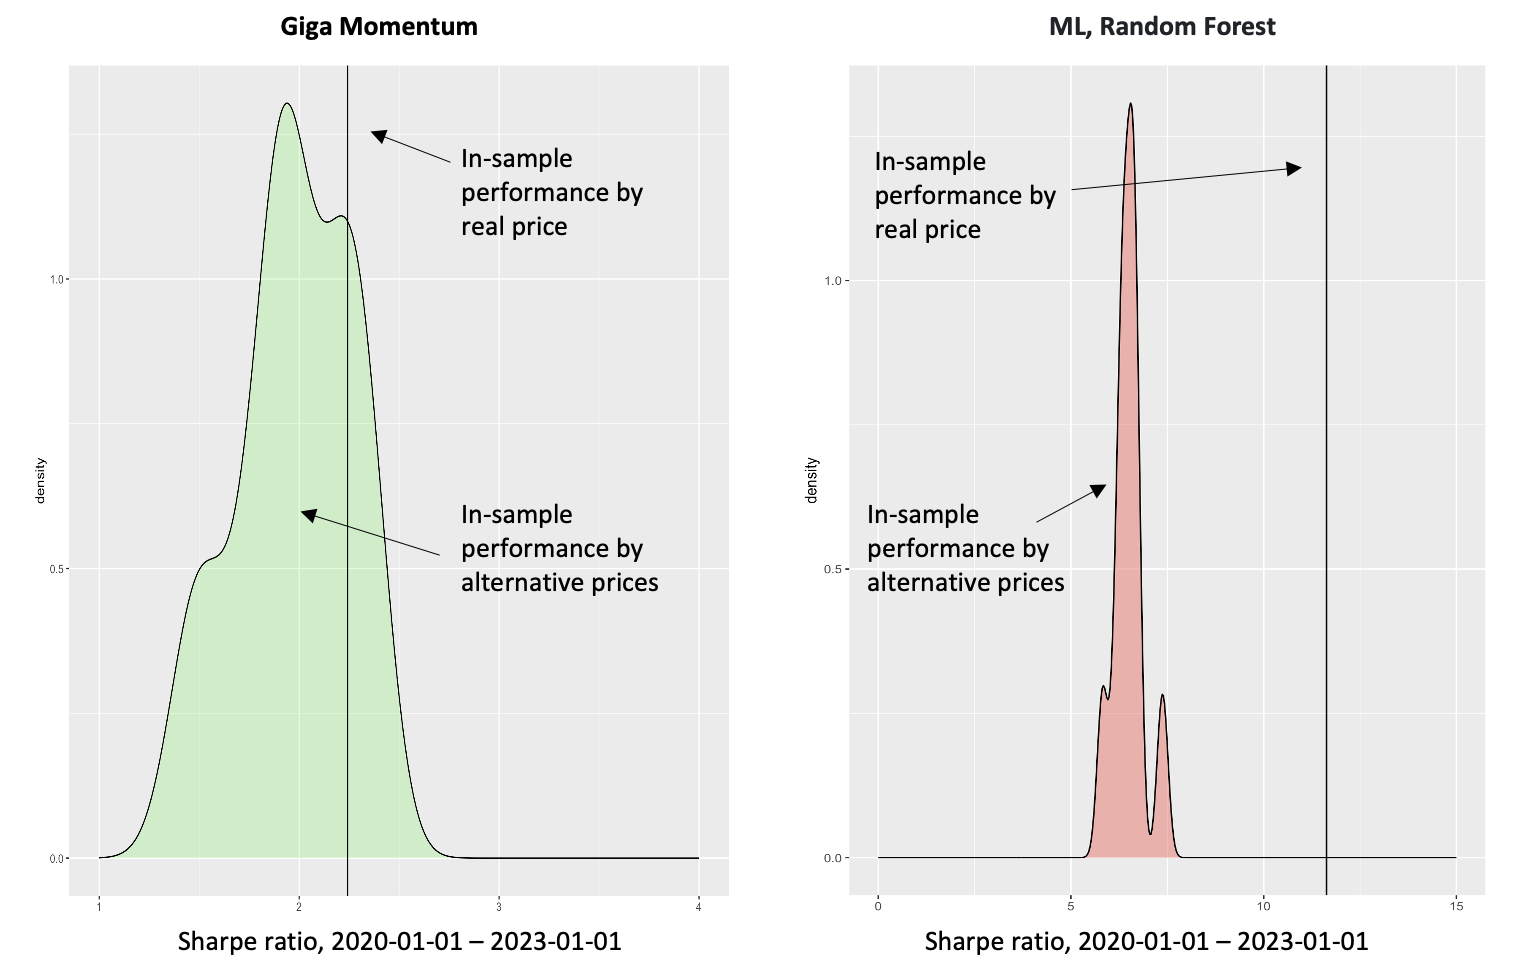 Giga Momentum
In-sample
performance by
real price
In-sample
performance by
alternative prices
density
1.0
0.5
0.0
1
2
3
4
Sharpe ratio, 2020-01-01 – 2023-01-01
ML, Random Forest
In-sample
performance by
real price
In-sample
performance by
alternative prices
density
1.0
0.5
0.0
0
5
10
15
Sharpe ratio, 2020-01-01 – 2023-01-01